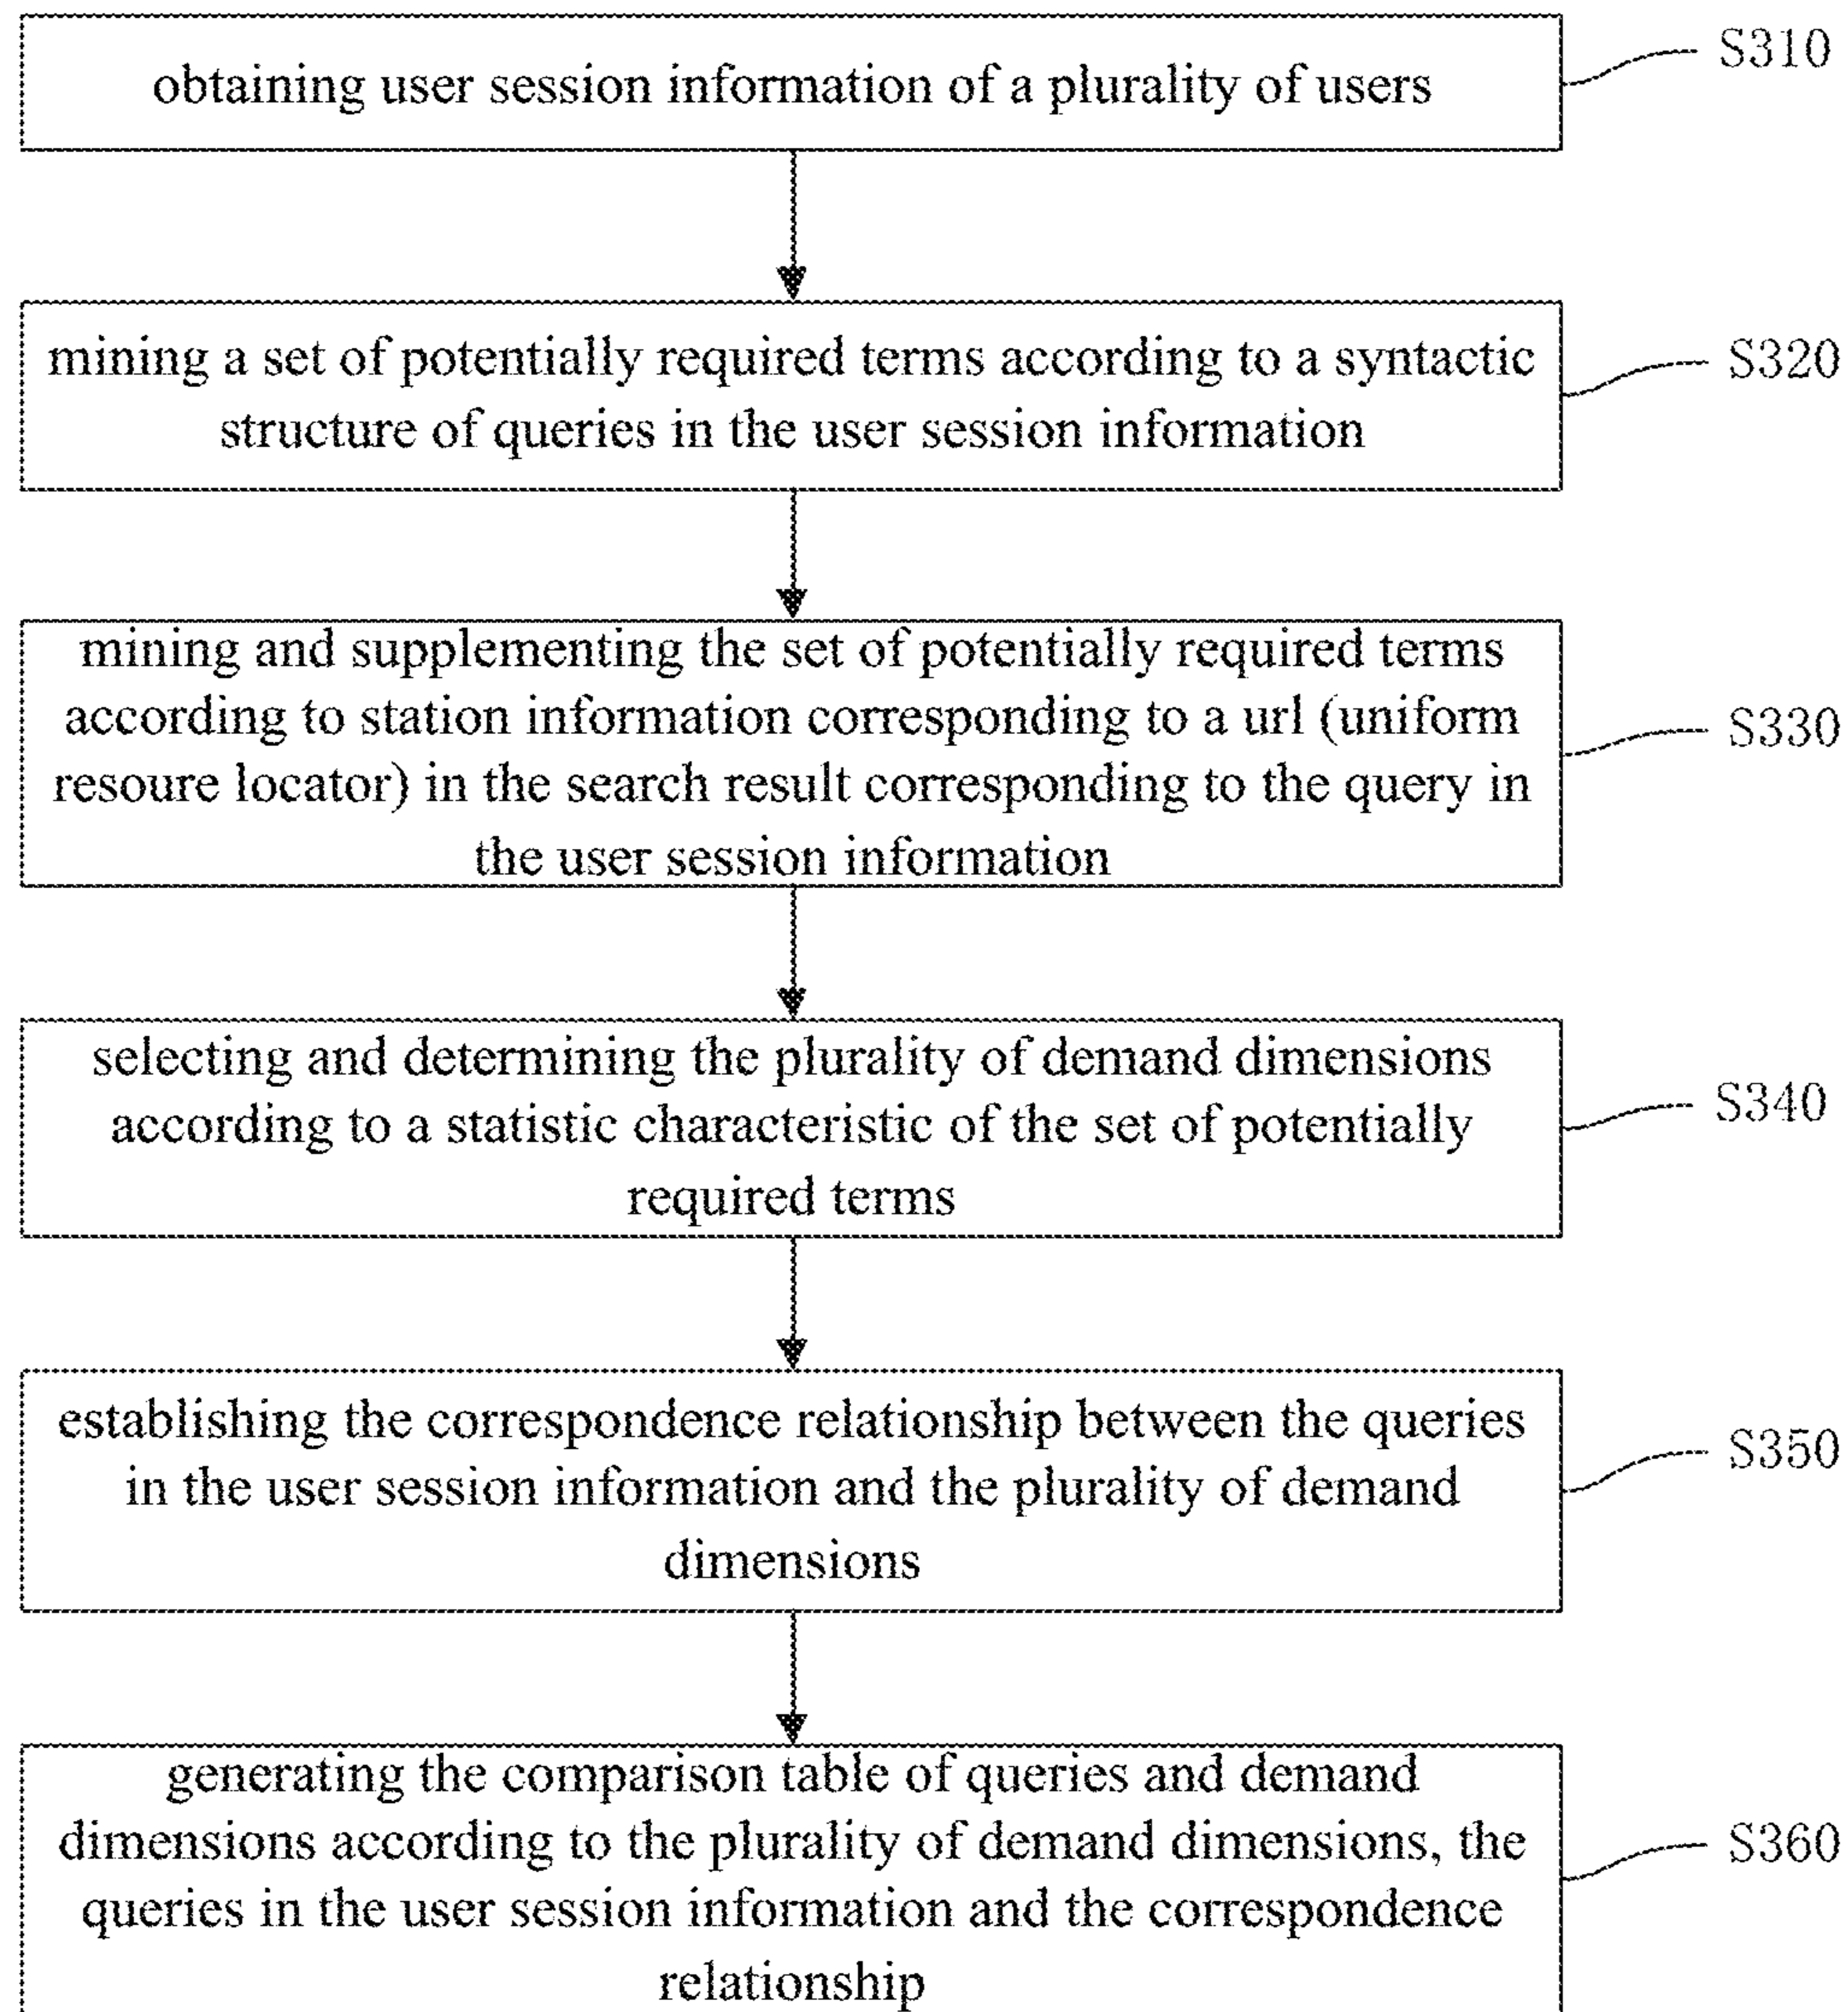 obtaining user session information of a plurality of users
S310
mining a set of potentially required terms according to a syntactic
structure of queries in the user session information
S320
mining and supplementing the set of potentially required terms
according to station information corresponding to a url (uniform
resoure locator) in the search result corresponding to the query in
the user session information
S330
selecting and determining the plurality of demand dimensions
according to a statistic characteristic of the set of potentially
required terms
S340
establishing the correspondence relationship between the queries
in the user session information and the plurality of demand
dimensions
S350
generating the comparison table of queries and demand
dimensions according to the plurality of demand dimensions, the
queries in the user session information and the correspondence
relationship
S360